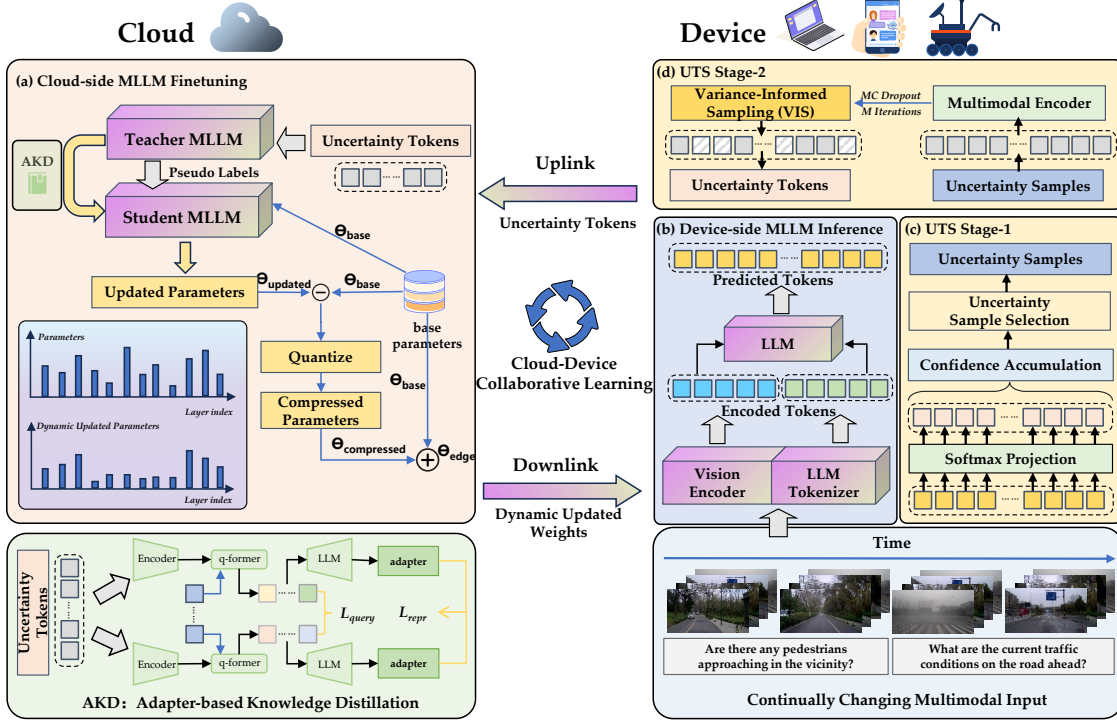 Cloud
Device
(a) Cloud-side MLLM Finetuning
Teacher MLLM
Uncertainty Tokens
AKD
Pseudo Labels
Student MLLM
Θbase
Updated Parameters
Θupdated
Θbase
base
parameters
Quantize
Θbase
Compressed
Parameters
Θcompressed
Θedge
Parameters
Layer index
Dynamic Updated Parameters
Layer index
Uplink
Uncertainty Tokens
Cloud-Device
Collaborative Learning
Downlink
Dynamic Updated
Weights
(d) UTS Stage-2
Variance-Informed
Sampling (VIS)
MC Dropout
M Iterations
Multimodal Encoder
Uncertainty Tokens
Uncertainty Samples
(b) Device-side MLLM Inference
Predicted Tokens
LLM
Encoded Tokens
Vision
Encoder
LLM
Tokenizer
(c) UTS Stage-1
Uncertainty Samples
Uncertainty
Sample Selection
Confidence Accumulation
Softmax Projection
Time
Are there any pedestrians
approaching in the vicinity?
What are the current traffic
conditions on the road ahead?
Continually Changing Multimodal Input
Uncertainty
Tokens
Encoder
q-former
LLM
adapter
Lquery
Lrepr
Encoder
q-former
LLM
adapter
AKD：Adapter-based Knowledge Distillation